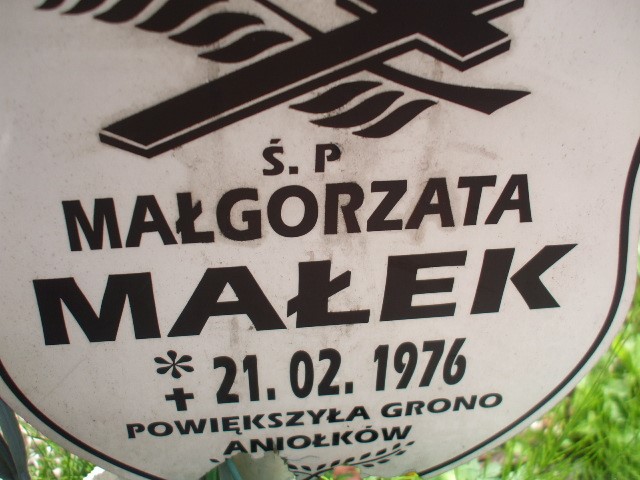 Ś. P
MAŁGORZATA
MAŁEK
* + 21. 02. 1976
POWIĘKSZYŁA GRONO
ANIOŁKÓW